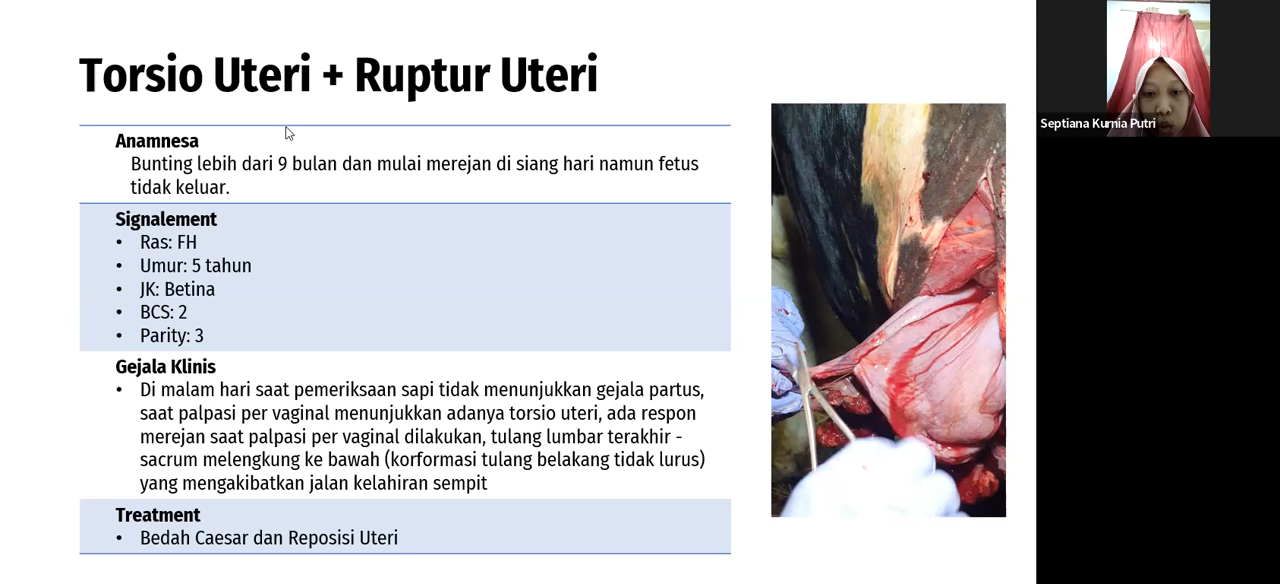 Torsio Uteri + Ruptur Uteri
Anamnesa
Bunting lebih dari 9 bulan dan mulai merejan di siang hari namun fetus
tidak keluar.
Signalement
• Ras: FH
• Umur: 5 tahun
• JK: Betina
• BCS: 2
• Parity: 3
Gejala Klinis
• Di malam hari saat pemeriksaan sapi tidak menunjukkan gejala partus,
saat palpasi per vaginal menunjukkan adanya torsio uteri, ada respon
merejan saat palpasi per vaginal dilakukan, tulang lumbar terakhir -
sacrum melengkung ke bawah (korformasi tulang belakang tidak lurus)
yang mengakibatkan jalan kelahiran sempit
Treatment
• Bedah Caesar dan Reposisi Uteri
Septiana Kurnia Putri